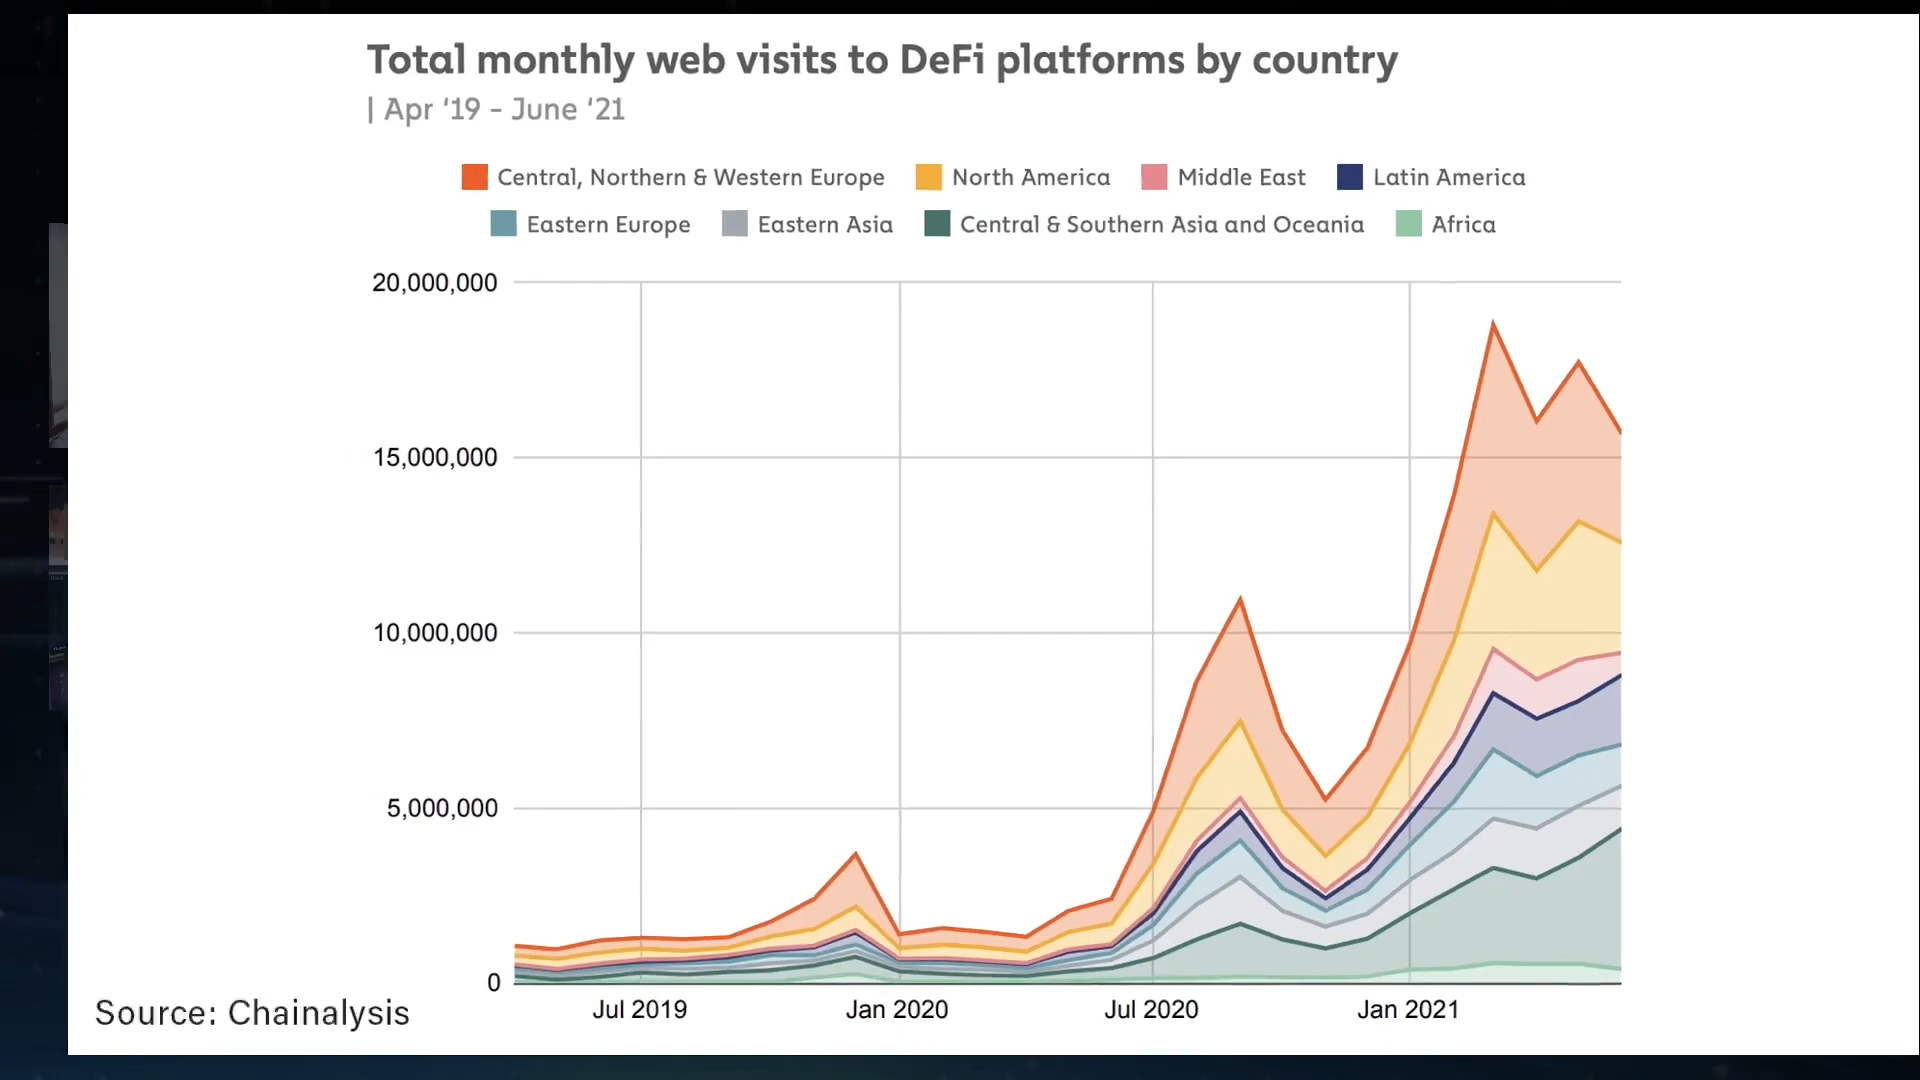 Total monthly web visits to DeFi platforms by country
| Apr ‘19 - June ‘21
Central, Northern & Western Europe North America Middle East Latin America
Eastern Europe Eastern Asia Central & Southern Asia and Oceania Africa
20,000,000
15,000,000
10,000,000
5,000,000
0
Jul 2019 Jan 2020 Jul 2020 Jan 2021
Source: Chainalysis